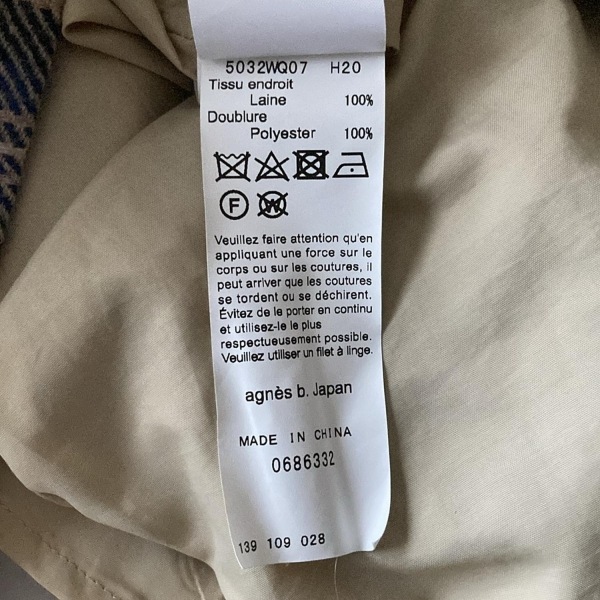 5032WQ07 H20
Tissu endroit
Laine 100%
Doublure
Polyester 100%
F
W
Veuillez faire attention qu'en
appliquant une force sur le
corps ou sur les coutures, il
peut arriver que les coutures
se tordent ou se déchirent.
Évitez de le porter en continu
et utilisez-le le plus
respectueusement possible.
Veuillez utiliser un filet à linge.
agnès b. Japan
MADE IN CHINA
0686332
139 109 028